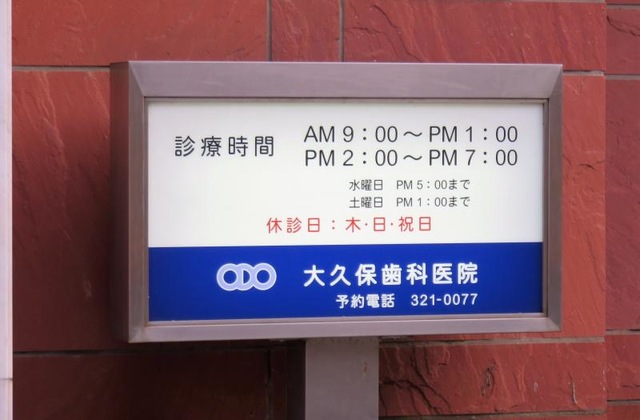 診療時間 AM 9：00～PM 1：00
PM 2：00～PM 7：00
水曜日 PM 5：00まで
土曜日 PM 1：00まで
休診日：木･日･祝日
ODO 大久保歯科医院
予約電話 321-0077